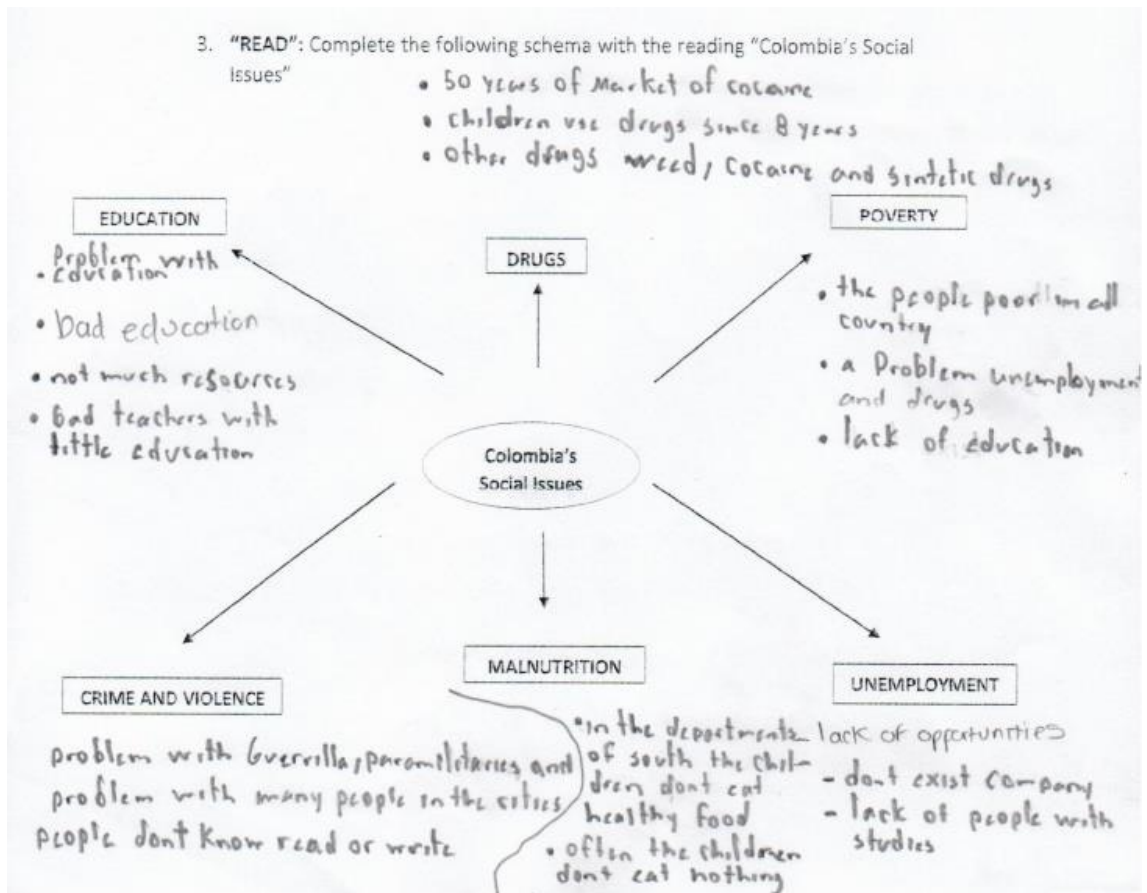 3. "READ": Complete the following schema with the reading "Colombia's Social
Issues"
• 50 years of market of cocaine
• children use drugs since 8 years
• other drugs weed, cocaine and sintetic drugs
EDUCATION
Problem with
• education
• bad education
• not much resources
• bad teachers with
little education
DRUGS
POVERTY
• the people poor in all
country
• a Problem unemployment
and drugs
• lack of education
Colombia's
Social Issues
CRIME AND VIOLENCE
problem with Guerrilla, paramilitaries and
problem with many people in the cities
people dont know read or write
MALNUTRITION
• in the departments
of south the chil-
dren dont eat
healthy food
• often the children
dont eat nothing
UNEMPLOYMENT
lack of opportunities
- dont exist company
- lack of people with
studies